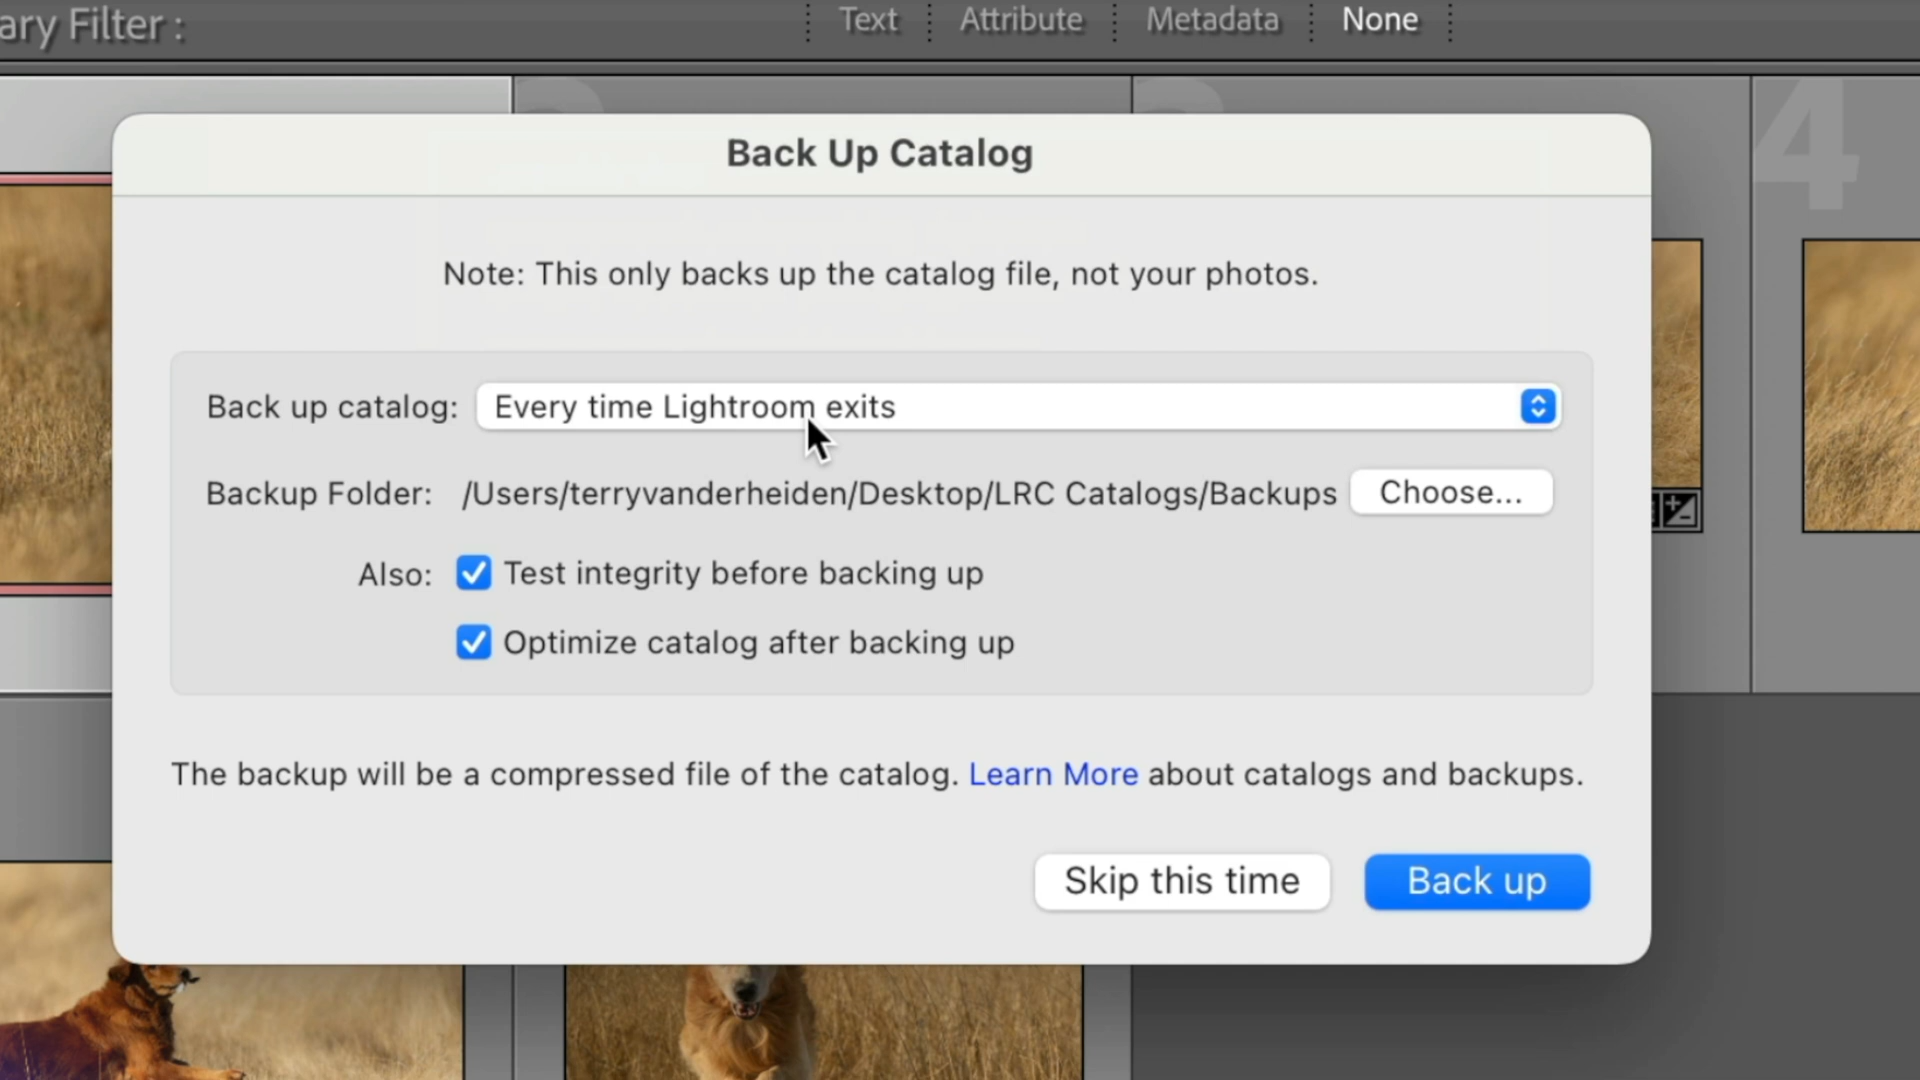 ary Filter :
Text Attribute Metadata None
4
Back Up Catalog
Note: This only backs up the catalog file, not your photos.
Back up catalog: Every time Lightroom exits
Backup Folder: /Users/terryvanderheiden/Desktop/LRC Catalogs/Backups Choose...
Also: Test integrity before backing up
Optimize catalog after backing up
The backup will be a compressed file of the catalog. Learn More about catalogs and backups.
Skip this time Back up